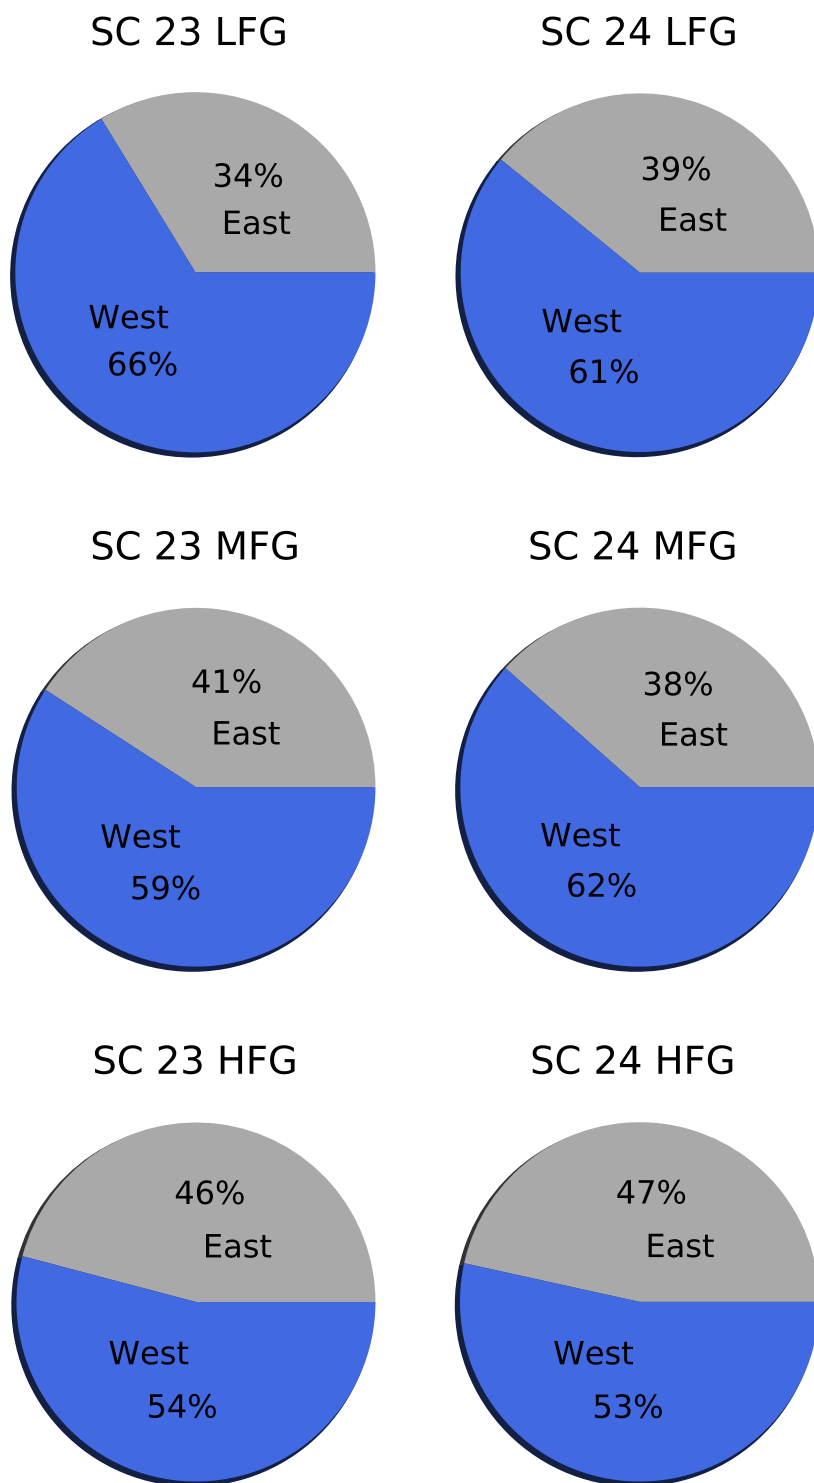 SC 23 LFG
34%
East
West
66%
SC 24 LFG
39%
East
West
61%
SC 23 MFG
41%
East
West
59%
SC 24 MFG
38%
East
West
62%
SC 23 HFG
46%
East
West
54%
SC 24 HFG
47%
East
West
53%